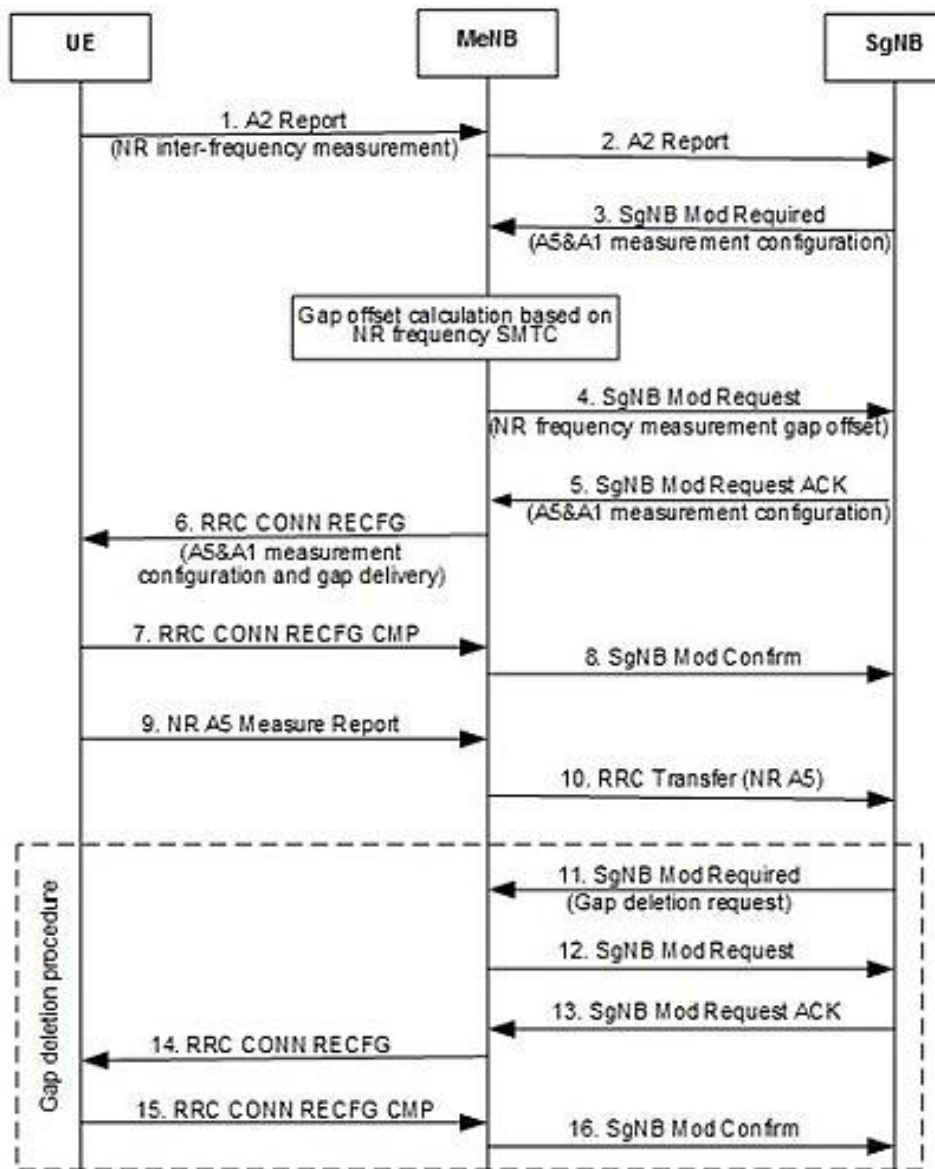 UE
MeNB
SgNB
1. A2 Report
(NR inter-frequency measurement)
2. A2 Report
3. SgNB Mod Required
(A5&A1 measurement configuration)
Gap offset calculation based on
NR frequency SMTC
4. SgNB Mod Request
(NR frequency measurement gap offset)
5. SgNB Mod Request ACK
(A5&A1 measurement configuration)
6. RRC CONN RECFG
(A5&A1 measurement
configuration and gap delivery)
7. RRC CONN RECFG CMP
8. SgNB Mod Confirm
9. NR A5 Measure Report
10. RRC Transfer (NR A5)
Gap deletion procedure
11. SgNB Mod Required
(Gap deletion request)
12. SgNB Mod Request
13. SgNB Mod Request ACK
14. RRC CONN RECFG
15. RRC CONN RECFG CMP
16. SgNB Mod Confirm